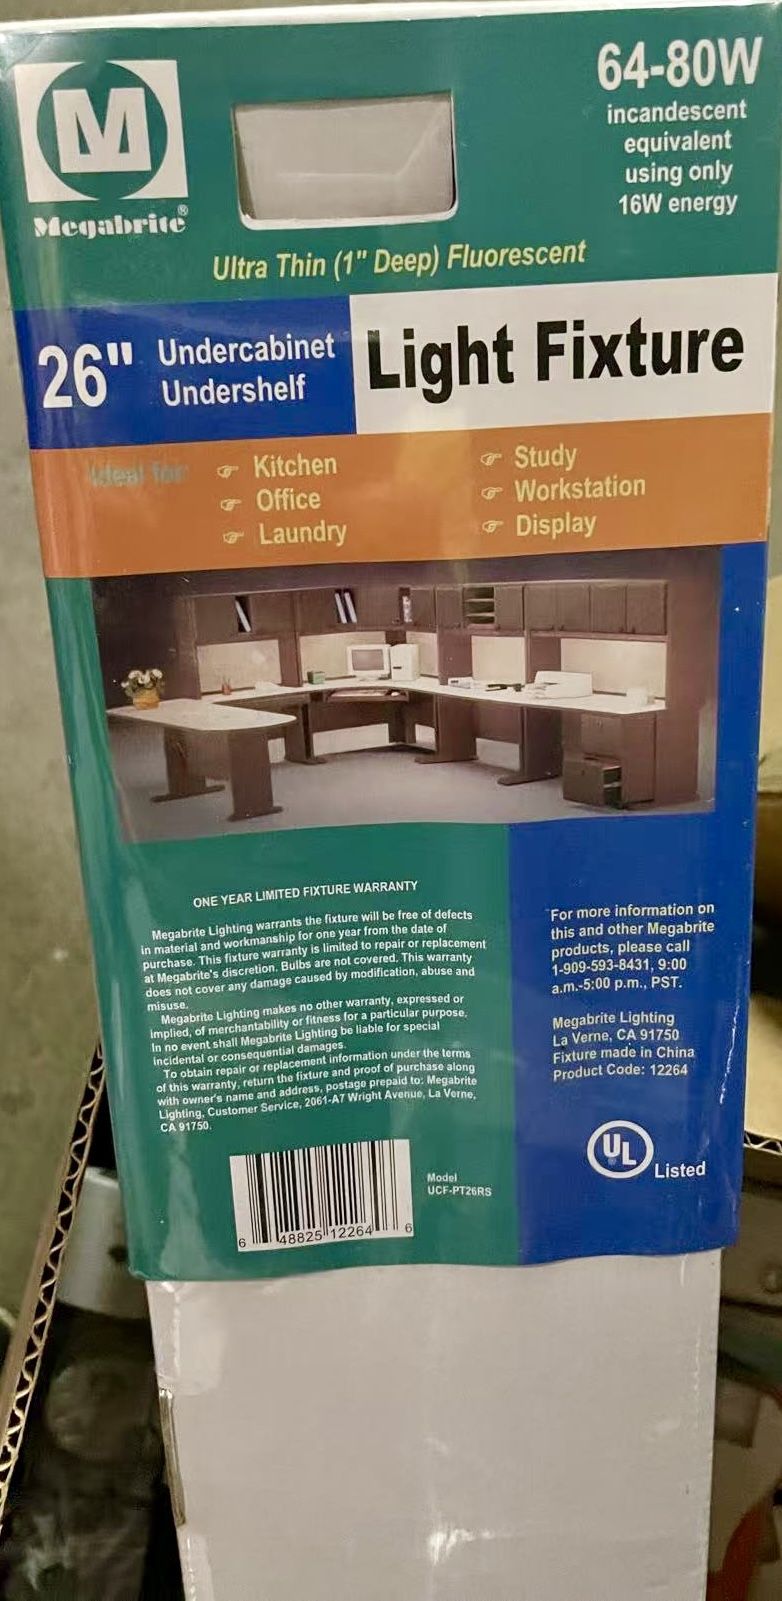 M
Megabrite®
64-80W
incandescent
equivalent
using only
16W energy
Ultra Thin (1" Deep) Fluorescent
26"
Undercabinet
Undershelf
Light Fixture
Ideal for:
Kitchen
Office
Laundry
Study
Workstation
Display
ONE YEAR LIMITED FIXTURE WARRANTY
Megabrite Lighting warrants the fixture will be free of defects
in material and workmanship for one year from the date of
purchase. This fixture warranty is limited to repair or replacement
at Megabrite's discretion. Bulbs are not covered. This warranty
does not cover any damage caused by modification, abuse and
misuse.
Megabrite Lighting makes no other warranty, expressed or
implied, of merchantability or fitness for a particular purpose.
In no event shall Megabrite Lighting be liable for special
incidental or consequential damages.
To obtain repair or replacement information under the terms
of this warranty, return the fixture and proof of purchase along
with owner's name and address, postage prepaid to: Megabrite
Lighting, Customer Service, 2061-A7 Wright Avenue, La Verne,
CA 91750.
6 48825 12264 6
Model
UCF-PT26RS
For more information on
this and other Megabrite
products, please call
1-909-593-8431, 9:00
a.m.-5:00 p.m., PST.
Megabrite Lighting
La Verne, CA 91750
Fixture made in China
Product Code: 12264
UL
Listed